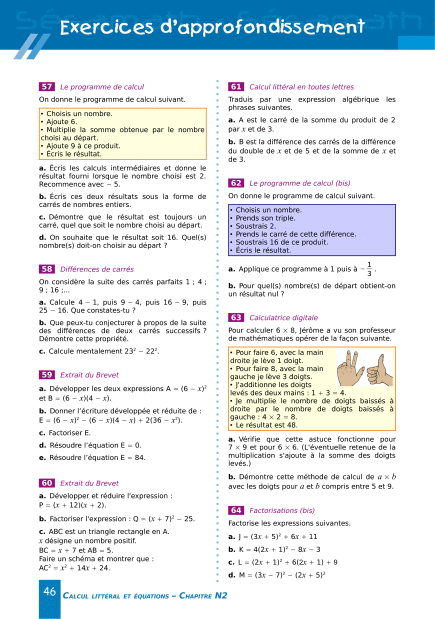 Exercices d'approfondissement
57 Le programme de calcul
On donne le programme de calcul suivant.
• Choisis un nombre.
• Ajoute 6.
• Multiplie la somme obtenue par le nombre
choisi au départ.
• Ajoute 9 à ce produit.
• Écris le résultat.
a. Écris les calculs intermédiaires et donne le
résultat fourni lorsque le nombre choisi est 2.
Recommence avec − 5.
b. Écris ces deux résultats sous la forme de
carrés de nombres entiers.
c. Démontre que le résultat est toujours un
carré, quel que soit le nombre choisi au départ.
d. On souhaite que le résultat soit 16. Quel(s)
nombre(s) doit-on choisir au départ ?
58 Différences de carrés
On considère la suite des carrés parfaits 1 ; 4 ;
9 ; 16 ;...
a. Calcule 4 − 1, puis 9 − 4, puis 16 − 9, puis
25 − 16. Que constates-tu ?
b. Que peux-tu conjecturer à propos de la suite
des différences de deux carrés successifs ?
Démontre cette propriété.
c. Calcule mentalement 23² − 22².
59 Extrait du Brevet
a. Développer les deux expressions A = (6 − x)²
et B = (6 − x)(4 − x).
b. Donner l'écriture développée et réduite de :
E = (6 − x)² − (6 − x)(4 − x) + 2(36 − x²).
c. Factoriser E.
d. Résoudre l'équation E = 0.
e. Résoudre l'équation E = 84.
60 Extrait du Brevet
a. Développer et réduire l'expression :
P = (x + 12)(x + 2).
b. Factoriser l'expression : Q = (x + 7)² − 25.
c. ABC est un triangle rectangle en A.
x désigne un nombre positif.
BC = x + 7 et AB = 5.
Faire un schéma et montrer que :
AC² = x² + 14x + 24.
61 Calcul littéral en toutes lettres
Traduis par une expression algébrique les
phrases suivantes.
a. A est le carré de la somme du produit de 2
par x et de 3.
b. B est la différence des carrés de la différence
du double de x et de 5 et de la somme de x et
de 3.
62 Le programme de calcul (bis)
On donne le programme de calcul suivant.
• Choisis un nombre.
• Prends son triple.
• Soustrais 2.
• Prends le carré de cette différence.
• Soustrais 16 de ce produit.
• Écris le résultat.
a. Applique ce programme à 1 puis à − 1/3 .
b. Pour quel(s) nombre(s) de départ obtient-on
un résultat nul ?
63 Calculatrice digitale
Pour calculer 6 × 8, Jérôme a vu son professeur
de mathématiques opérer de la façon suivante.
• Pour faire 6, avec la main
droite je lève 1 doigt.
• Pour faire 8, avec la main
gauche je lève 3 doigts.
• J'additionne les doigts
levés des deux mains : 1 + 3 = 4.
• Je multiplie le nombre de doigts baissés à
droite par le nombre de doigts baissés à
gauche : 4 × 2 = 8.
• Le résultat est 48.
a. Vérifie que cette astuce fonctionne pour
7 × 9 et pour 6 × 6. (L'éventuelle retenue de la
multiplication s'ajoute à la somme des doigts
levés.)
b. Démontre cette méthode de calcul de a × b
avec les doigts pour a et b compris entre 5 et 9.
64 Factorisations (bis)
Factorise les expressions suivantes.
a. J = (3x + 5)² + 6x + 11
b. K = 4(2x + 1)² − 8x − 3
c. L = (2x + 1)² + 6(2x + 1) + 9
d. M = (3x − 7)² − (2x + 5)²
46 CALCUL LITTÉRAL ET ÉQUATIONS – CHAPITRE N2